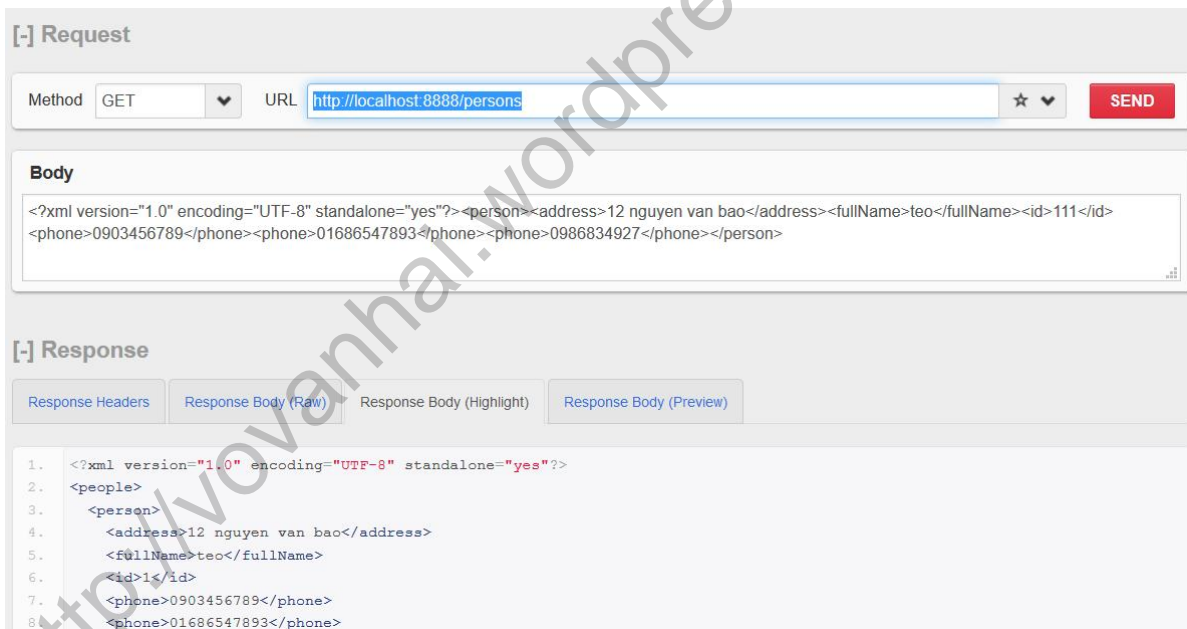 [-] Request
Method GET URL http://localhost:8888/persons SEND
Body
<?xml version="1.0" encoding="UTF-8" standalone="yes"?><person><address>12 nguyen van bao</address><fullName>teo</fullName><id>111</id>
<phone>0903456789</phone><phone>01686547893</phone><phone>0986834927</phone></person>
[-] Response
Response Headers Response Body (Raw) Response Body (Highlight) Response Body (Preview)
1. <?xml version="1.0" encoding="UTF-8" standalone="yes"?>
2. <people>
3. <person>
4. <address>12 nguyen van bao</address>
5. <fullName>teo</fullName>
6. <id>1</id>
7. <phone>0903456789</phone>
8. <phone>01686547893</phone>
http://vovanhai.wordpre